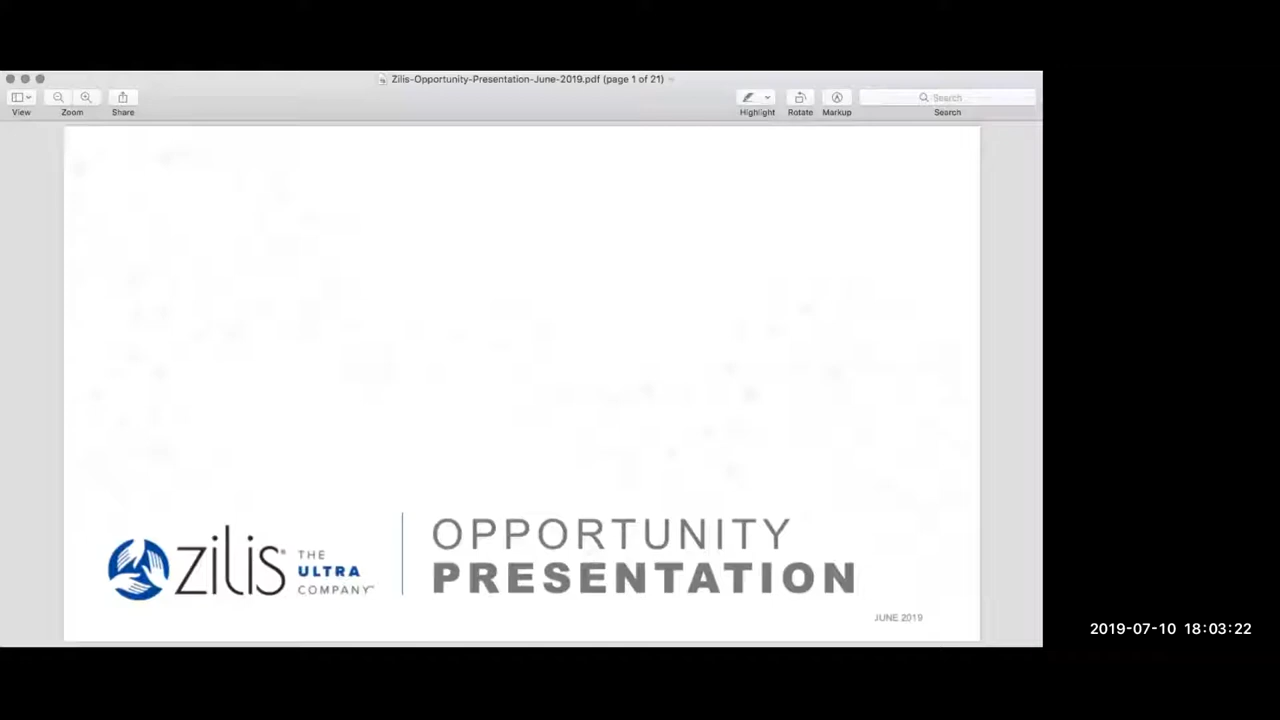 Zilis-Opportunity-Presentation-June-2019.pdf (page 1 of 21)
View Zoom Share Highlight Rotate Markup Search
Search
zilis® THE ULTRA COMPANY™
OPPORTUNITY
PRESENTATION
JUNE 2019
2019-07-10 18:03:22